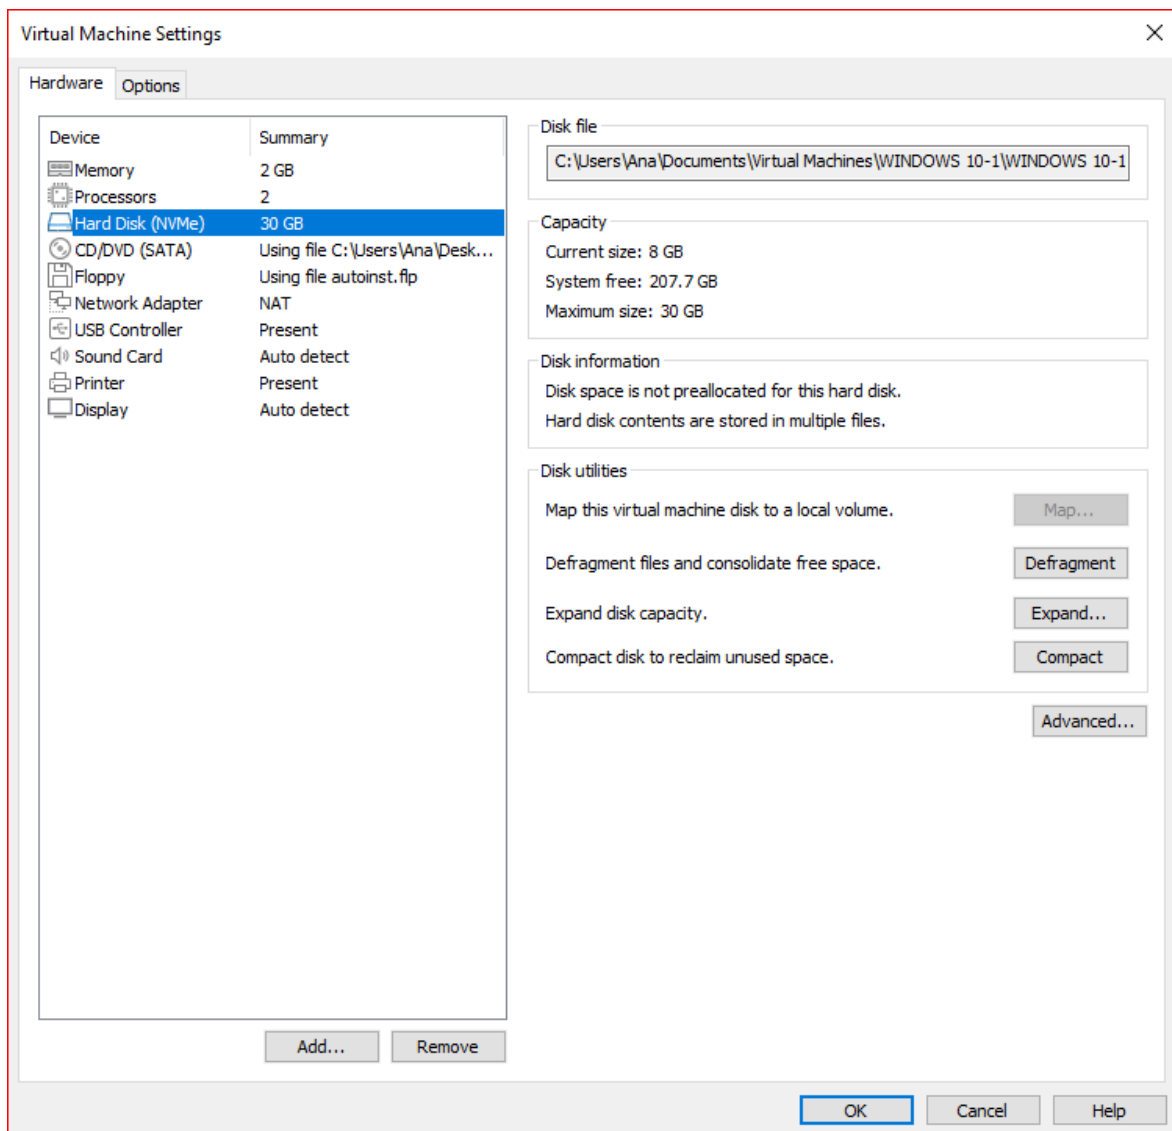 Virtual Machine Settings
Hardware Options
Device Summary
Memory 2 GB
Processors 2
Hard Disk (NVMe) 30 GB
CD/DVD (SATA) Using file C:\Users\Ana\Desk...
Floppy Using file autoinst.flp
Network Adapter NAT
USB Controller Present
Sound Card Auto detect
Printer Present
Display Auto detect
Add... Remove
Disk file
C:\Users\Ana\Documents\Virtual Machines\WINDOWS 10-1\WINDOWS 10-1
Capacity
Current size: 8 GB
System free: 207.7 GB
Maximum size: 30 GB
Disk information
Disk space is not preallocated for this hard disk.
Hard disk contents are stored in multiple files.
Disk utilities
Map this virtual machine disk to a local volume. Map...
Defragment files and consolidate free space. Defragment
Expand disk capacity. Expand...
Compact disk to reclaim unused space. Compact
Advanced...
OK Cancel Help